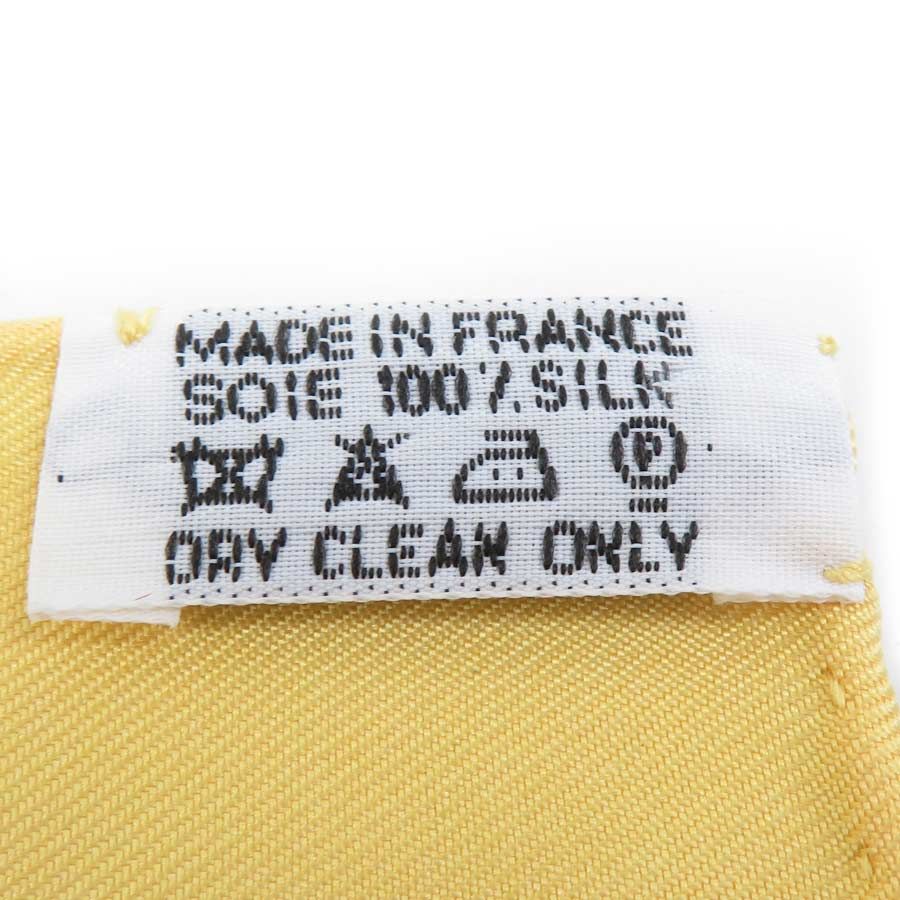 MADE IN FRANCE
SOIE 100% SILK
P
DRY CLEAN ONLY